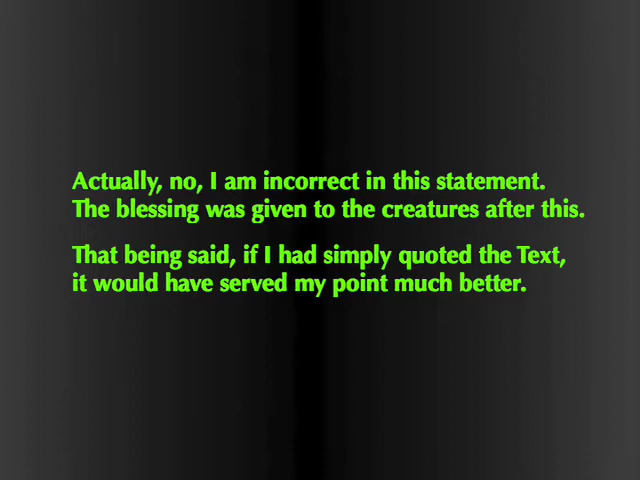 Actually, no, I am incorrect in this statement.
The blessing was given to the creatures after this.
That being said, if I had simply quoted the Text,
it would have served my point much better.